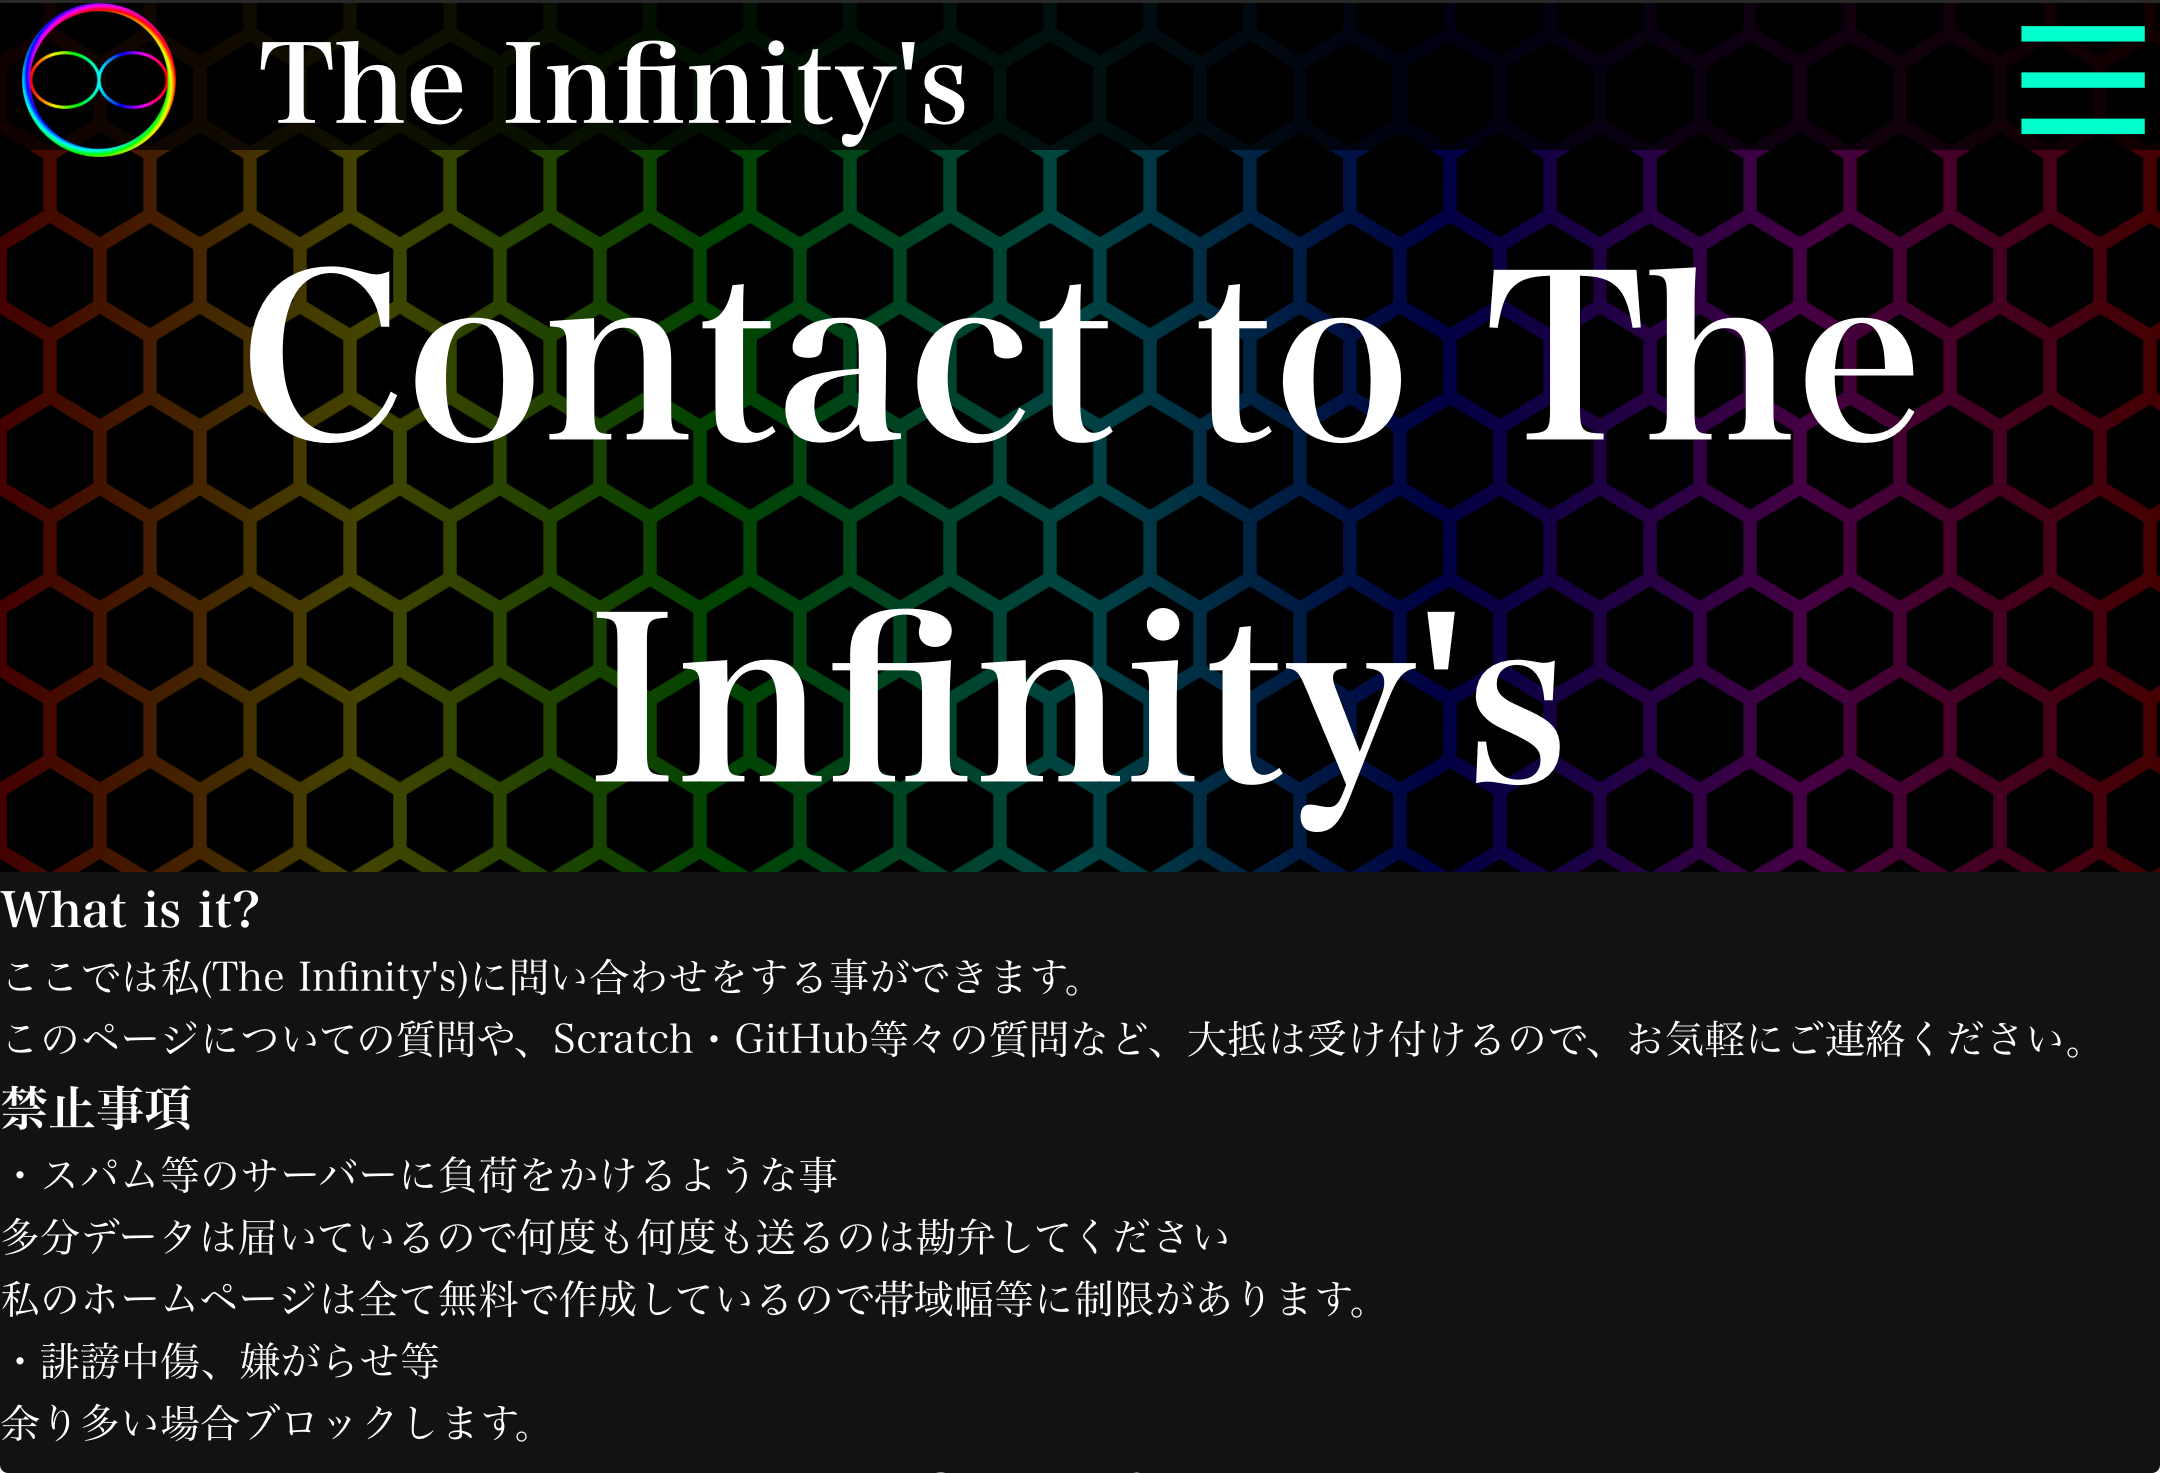 The Infinity's
Contact to The
Infinity's
What is it?
ここでは私(The Infinity's)に問い合わせをする事ができます。
このページについての質問や、Scratch・GitHub等々の質問など、大抵は受け付けるので、お気軽にご連絡ください。
禁止事項
・スパム等のサーバーに負荷をかけるような事
多分データは届いているので何度も何度も送るのは勘弁してください
私のホームページは全て無料で作成しているので帯域幅等に制限があります。
・誹謗中傷、嫌がらせ等
余り多い場合ブロックします。